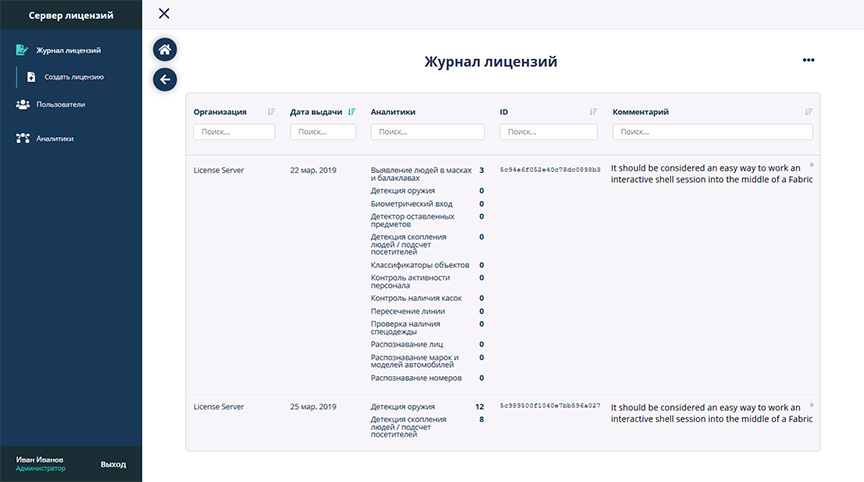 Сервер лицензий
Журнал лицензий
Создать лицензию
Пользователи
Аналитики
Иван Иванов
Администратор
Выход
Журнал лицензий
Организация Дата выдачи Аналитики ID Комментарий
Поиск... Поиск... Поиск... Поиск... Поиск...
License Server 22 мар. 2019 Выявление людей в масках 3 5c94e6f052e40c78dc0898b3 It should be considered an easy way to work an
и балаклавах interactive shell session into the middle of a Fabric
Детекция оружия 0
Биометрический вход 0
Детектор оставленных 0
предметов
Детекция скопления 0
людей / подсчет
посетителей
Классификаторы объектов 0
Контроль активности 0
персонала
Контроль наличия касок 0
Пересечение линии 0
Проверка наличия 0
спецодежды
Распознавание лиц 0
Распознавание марок и 0
моделей автомобилей
Распознавание номеров 0
License Server 25 мар. 2019 Детекция оружия 12 5c989500f1040e7bb596a027 It should be considered an easy way to work an
Детекция скопления 8 interactive shell session into the middle of a Fabric
людей / подсчет
посетителей